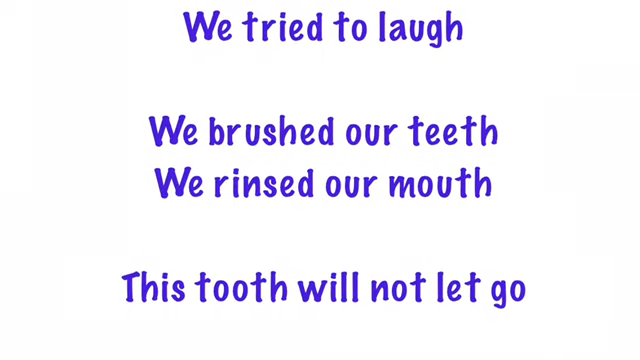 We tried to laugh
We brushed our teeth
We rinsed our mouth
This tooth will not let go